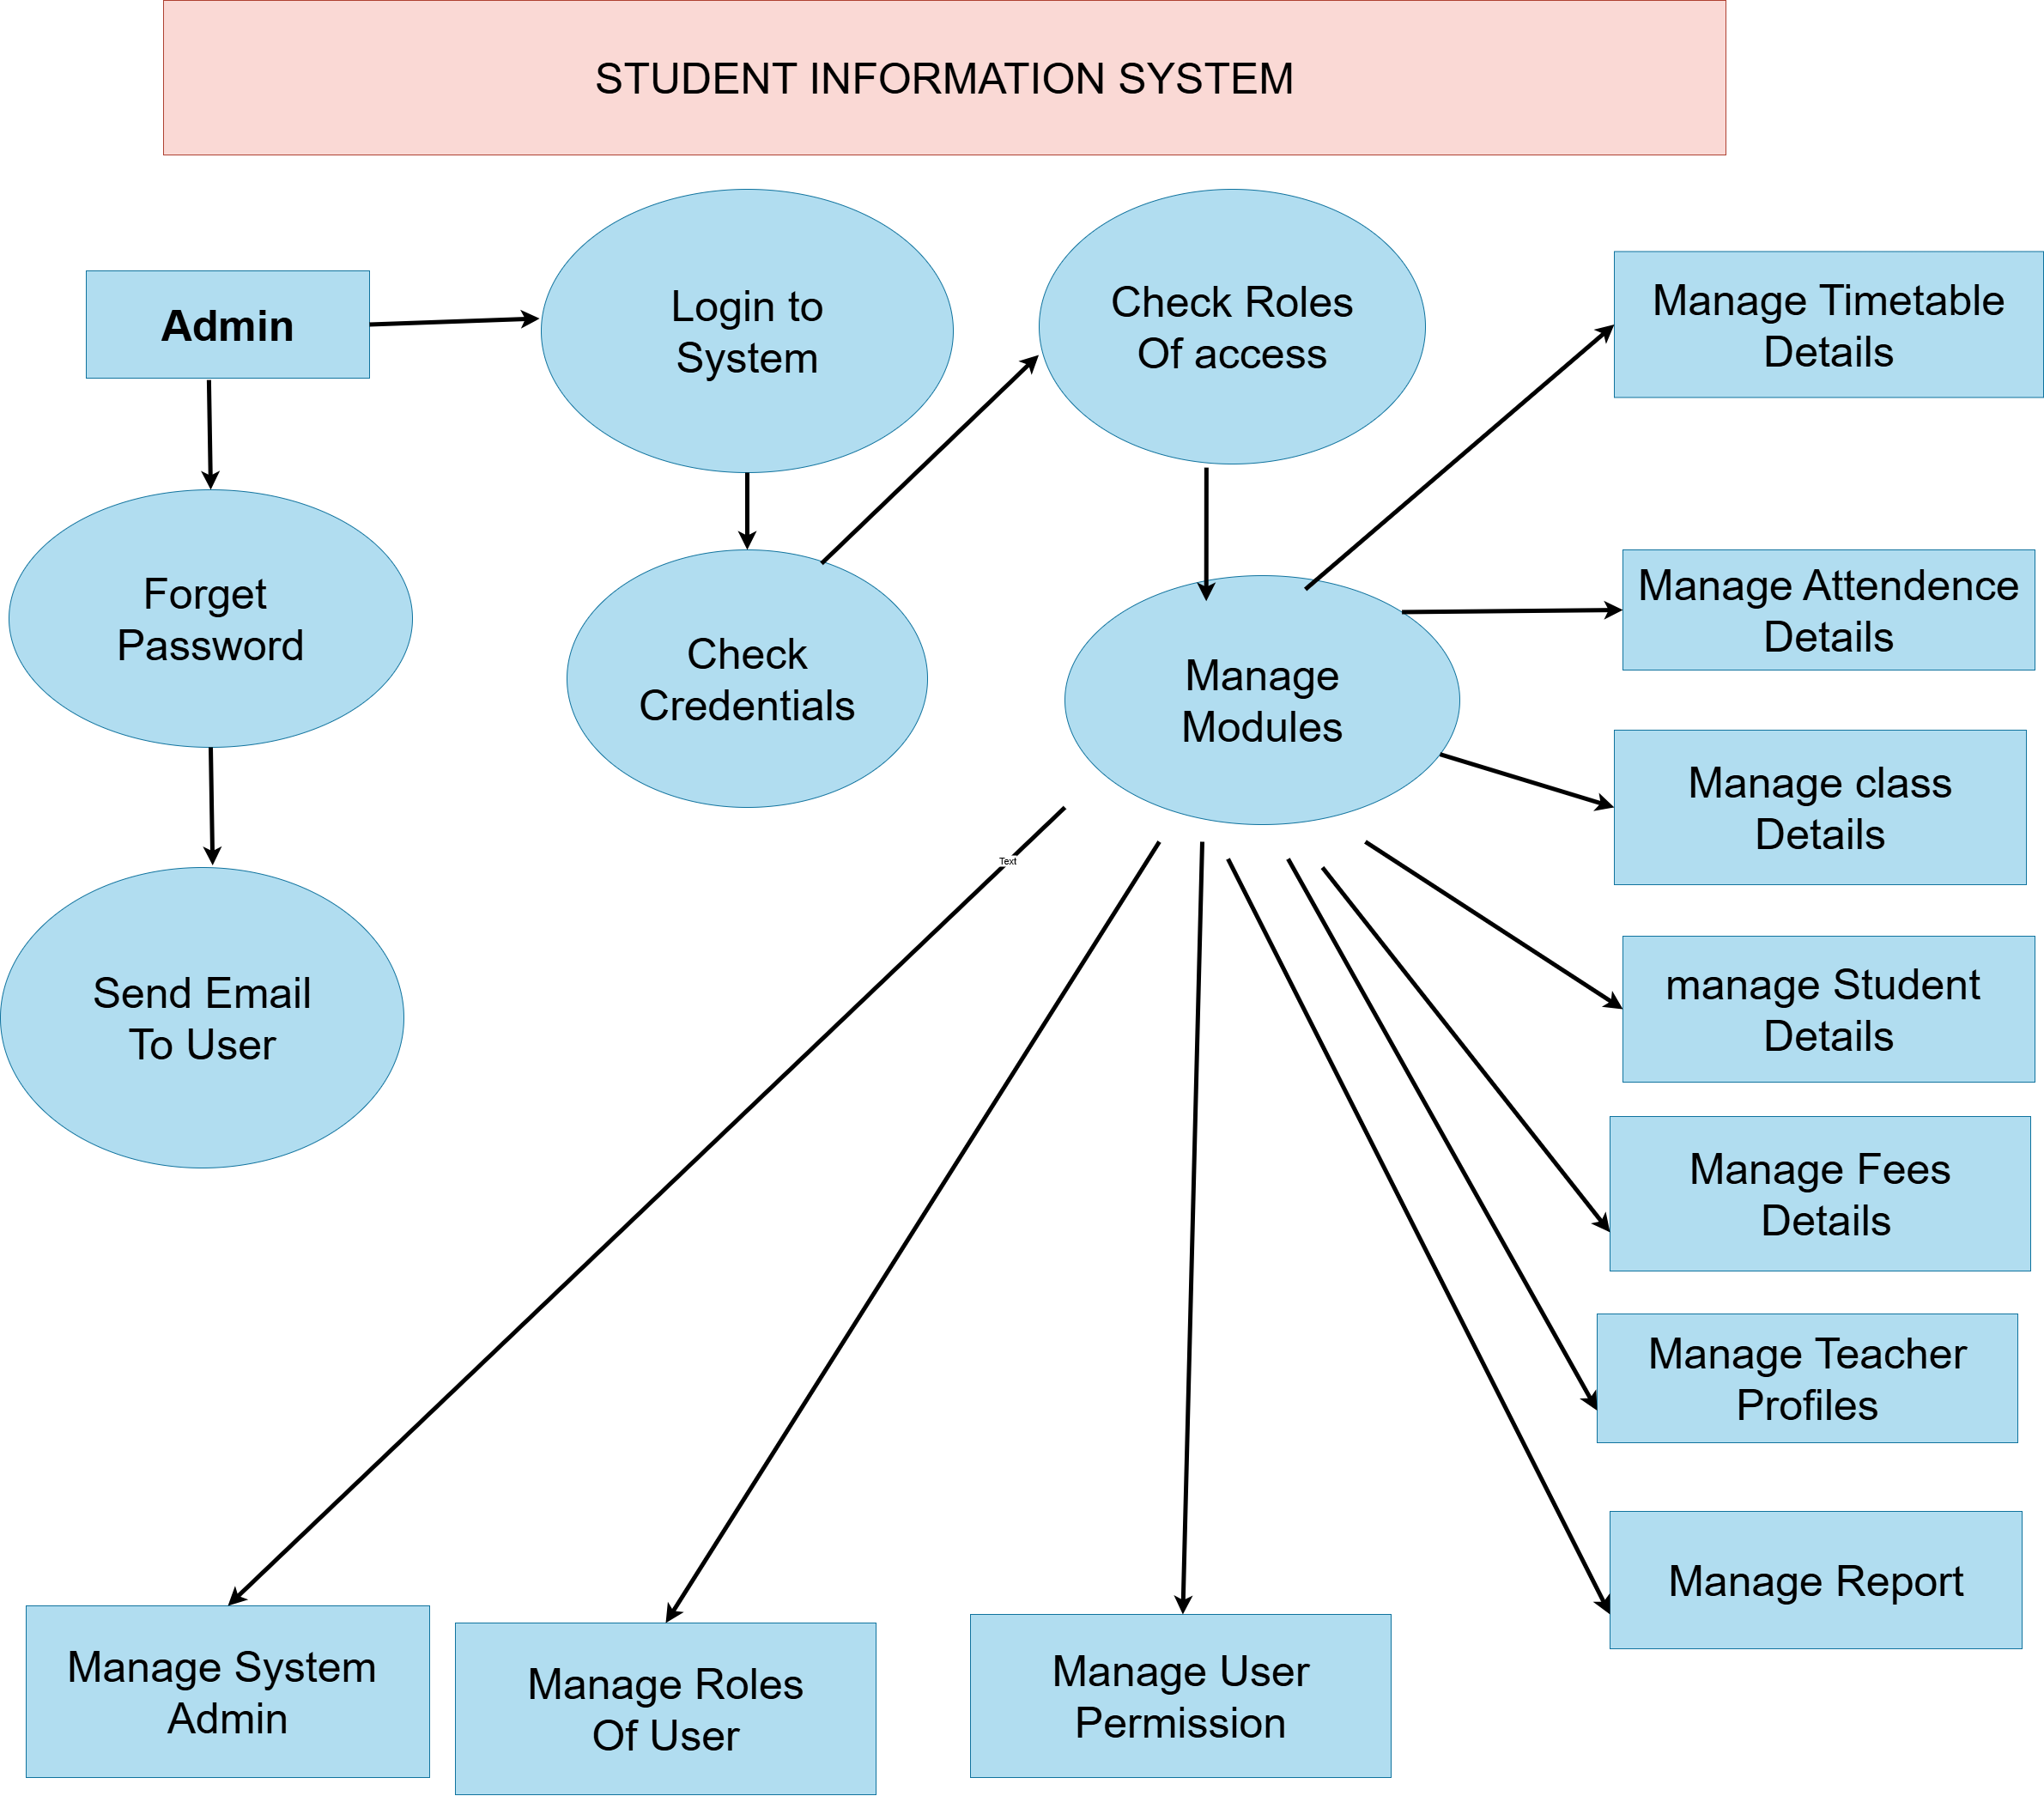 STUDENT INFORMATION SYSTEM
Admin
Login to
System
Check Roles
Of access
Manage Timetable
Details
Forget
Password
Check
Credentials
Manage
Modules
Manage Attendence
Details
Manage class
Details
Text
Send Email
To User
manage Student
Details
Manage Fees
Details
Manage Teacher
Profiles
Manage Report
Manage System
Admin
Manage Roles
Of User
Manage User
Permission